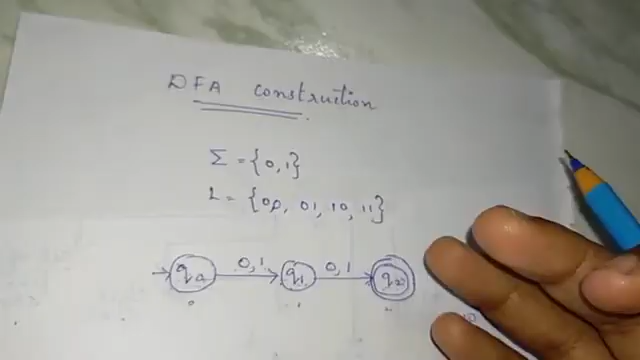 DFA construction
Σ = {0, 1}
L = {00, 01, 10, 11}
0, 1 0, 1
q0 q1 q2